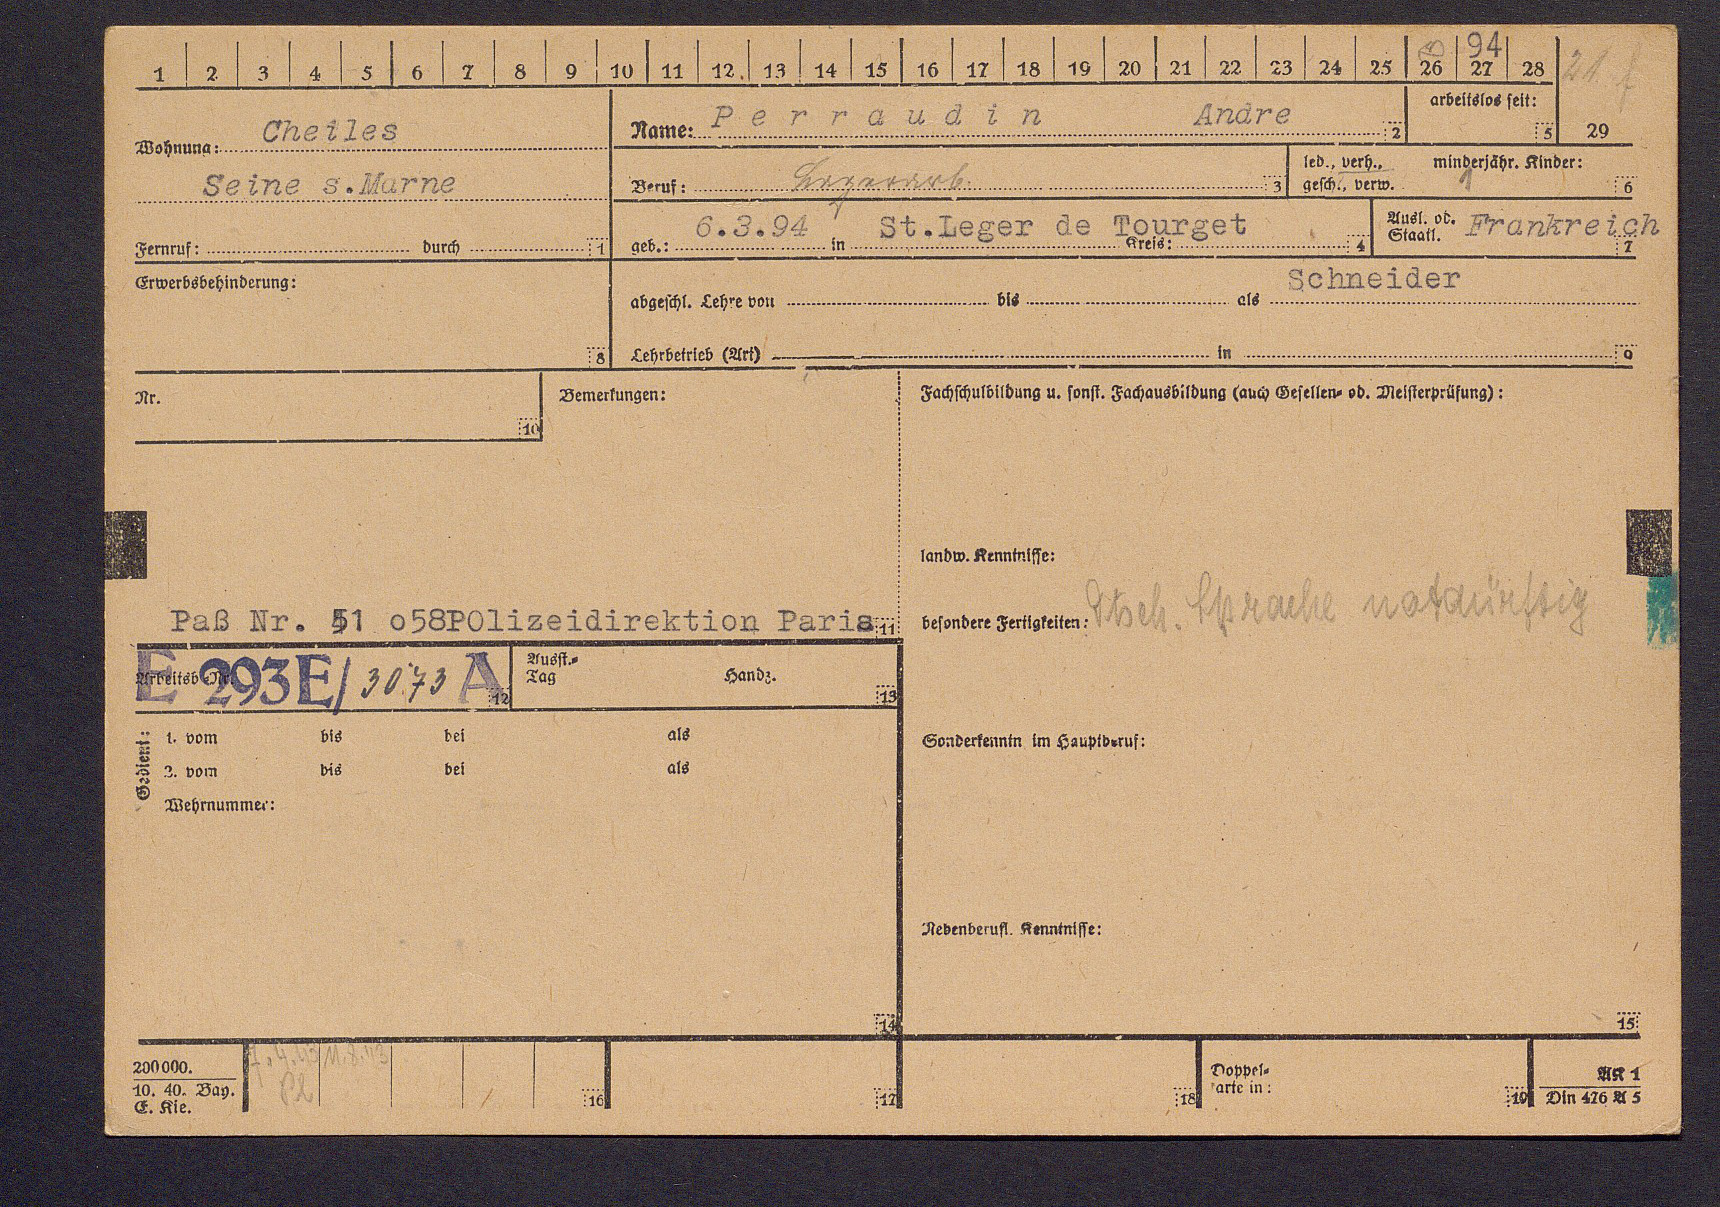 1 2 3 4 5 6 7 8 9 10 11 12 13 14 15 16 17 18 19 20 21 22 23 24 25 26 27 28
94
Wohnung: Chetles
Seine s.Marne
Fernruf: durch 1
Name: Perraudin Andre 2
arbeitslos seit: 5
29
Beruf: Lagerarb. 3
led., verh., gesch., verw.
minderjähr. Kinder: 1 6
geb.: 6.3.94 in St.Leger de Tourget Kreis: 4
Ausl. od. Staatl. Frankreich 7
Erwerbsbehinderung: 8
abgeschl. Lehre von bis als Schneider
Lehrbetrieb (Art) in 9
Nr. 10
Bemerkungen:
Paß Nr. 51 o58POlizeidirektion Paris 11
Fachschulbildung u. sonst. Fachausbildung (auch Gesellen- od. Meisterprüfung):
landw. Kenntnisse:
besondere Fertigkeiten: Dtsch. Sprache notdürftig
Sonderkenntn im Hauptberuf:
Nebenberufl. Kenntnisse:
15
Arbeitsb.-Nr. E 293E/3073 A 12
Ausst.-Tag Handz. 13
Gedient:
1. vom bis bei als
2. vom bis bei als
Wehrnummer:
14
200000.
10. 40. Bay.
E. Kie.
16
17
18
Doppel-
arte in:
19
AK 1
Din 476 A 5